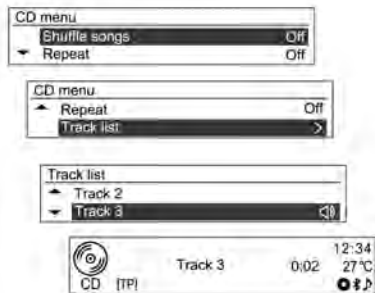 CD menu
Shuffle songs Off
Repeat Off
CD menu
Repeat Off
Track list
Track list
Track 2
Track 3
12:34
Track 3 0:02 27°C
CD [TP]